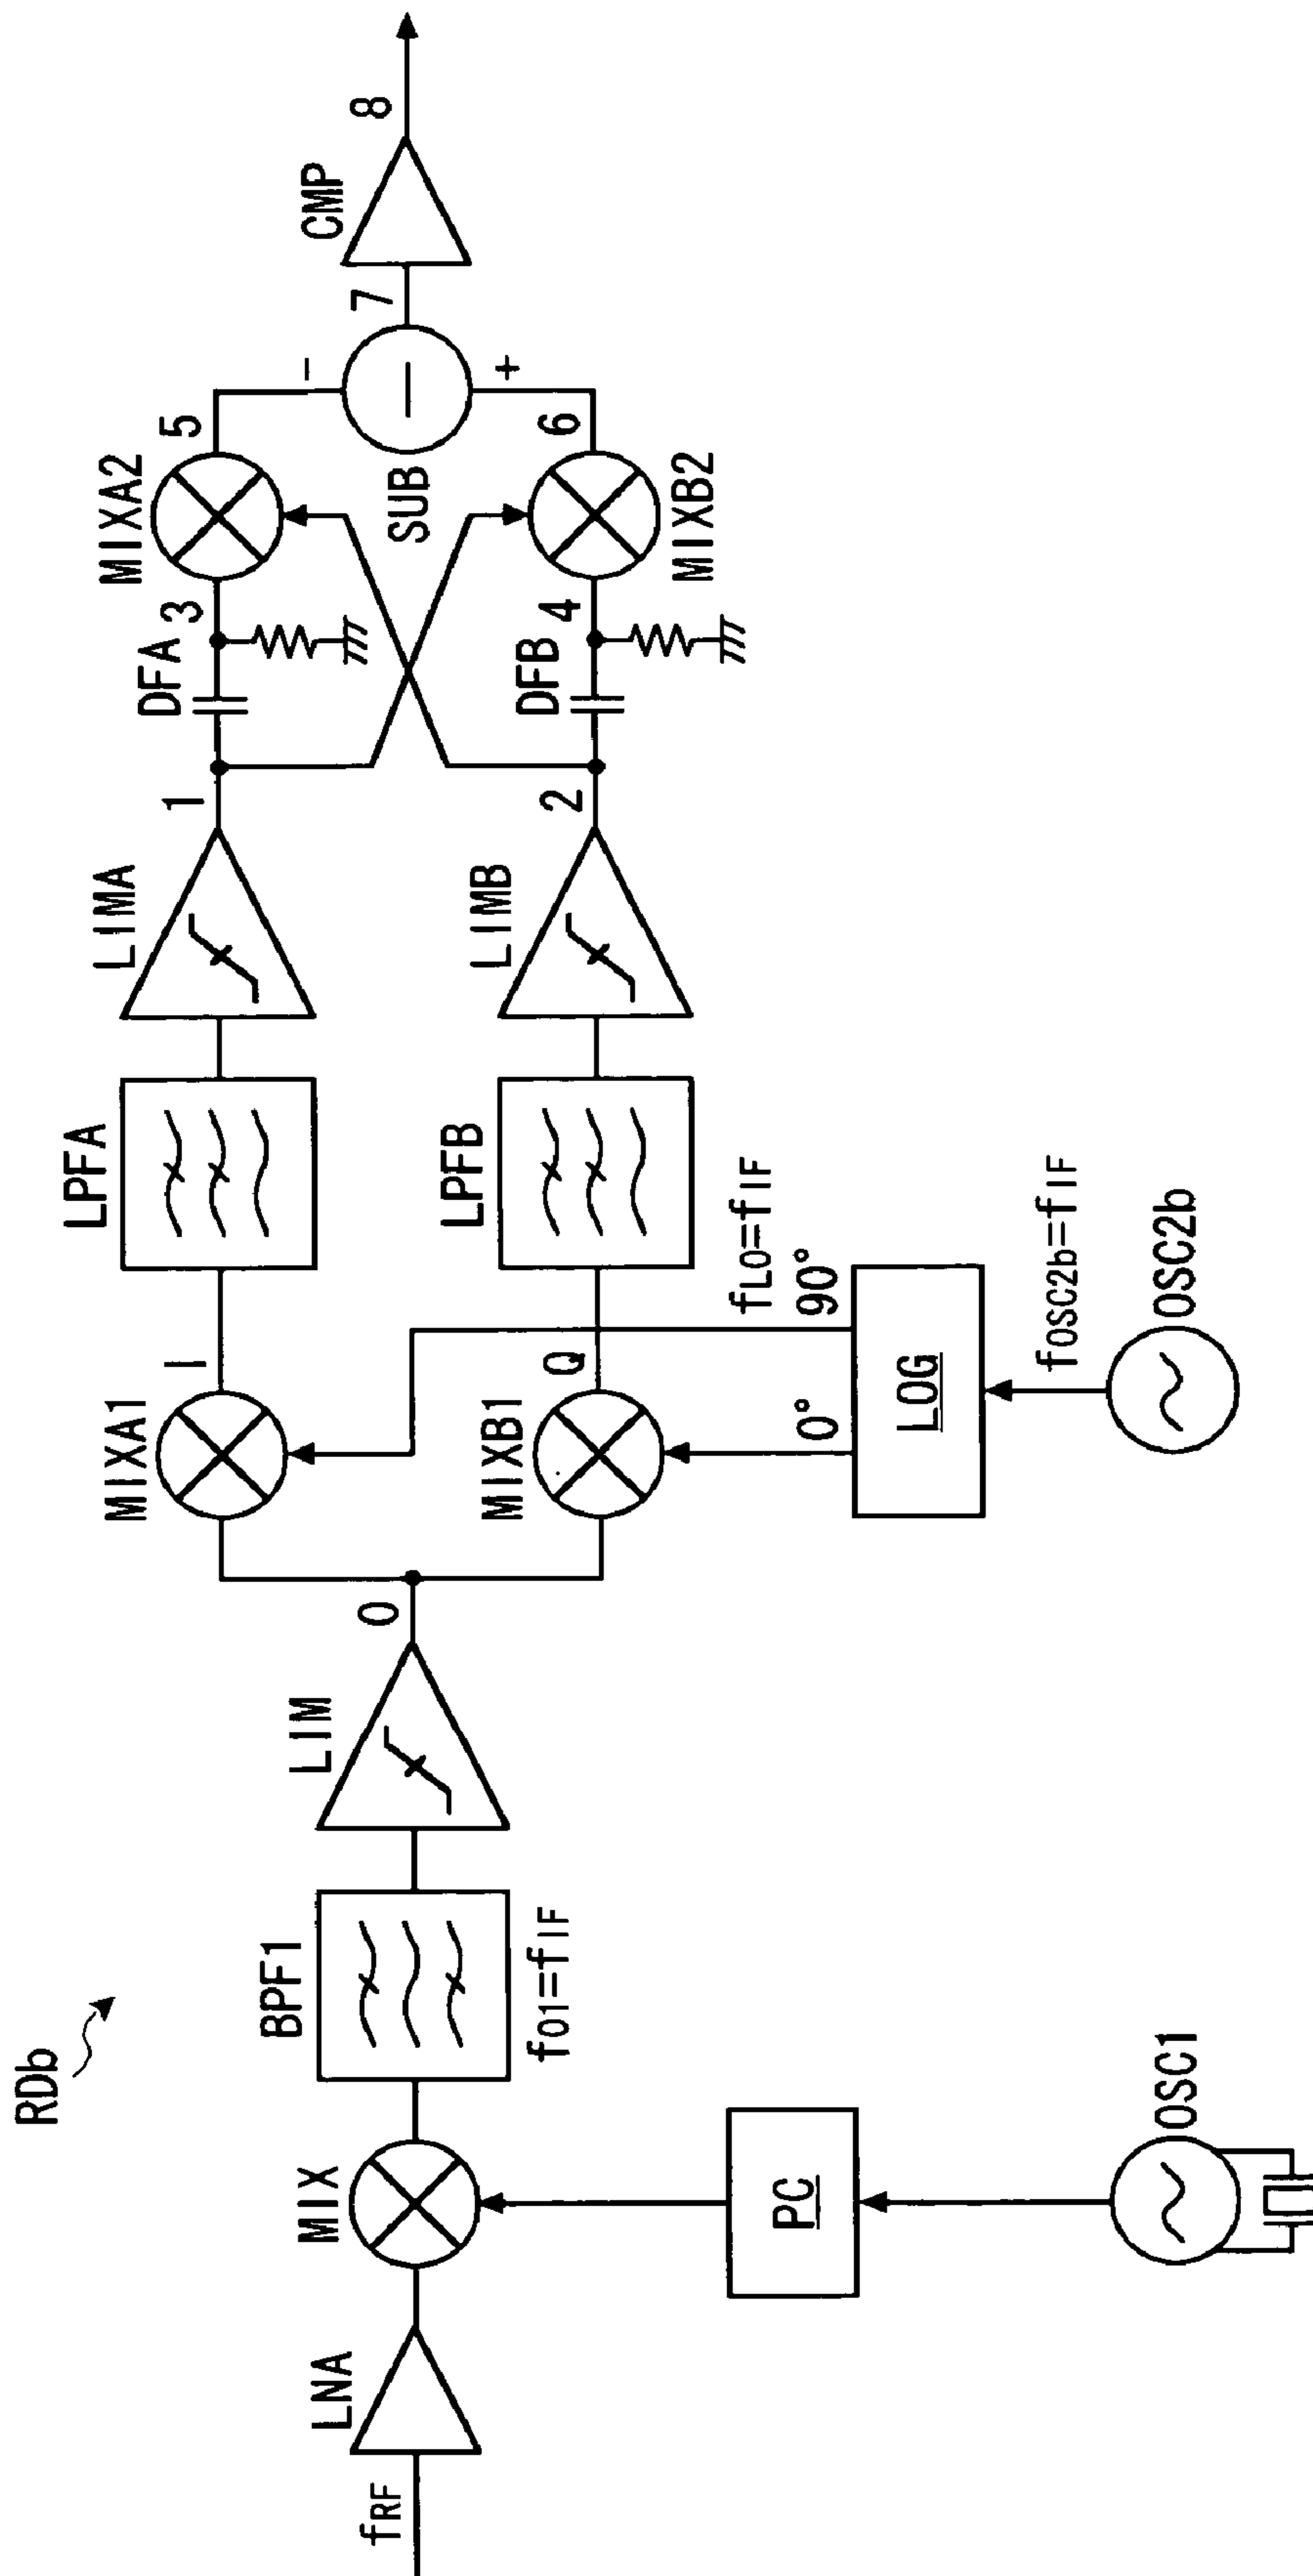 RDb
fRF
LNA
MIX
BPF1
f01=fIF
LIM
0
PC
OSC1
MIXA1
I
MIXB1
Q
0°
90°
fLO=fIF
LOG
fOSC2b=fIF
OSC2b
LPFA
LPFB
LIMA
LIMB
1
2
DFA
3
DFB
4
MIXA2
5
MIXB2
6
SUB
-
+
7
CMP
8